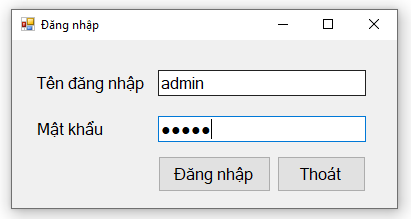 Đăng nhập
Tên đăng nhập admin
Mật khẩu ●●●●●
Đăng nhập Thoát